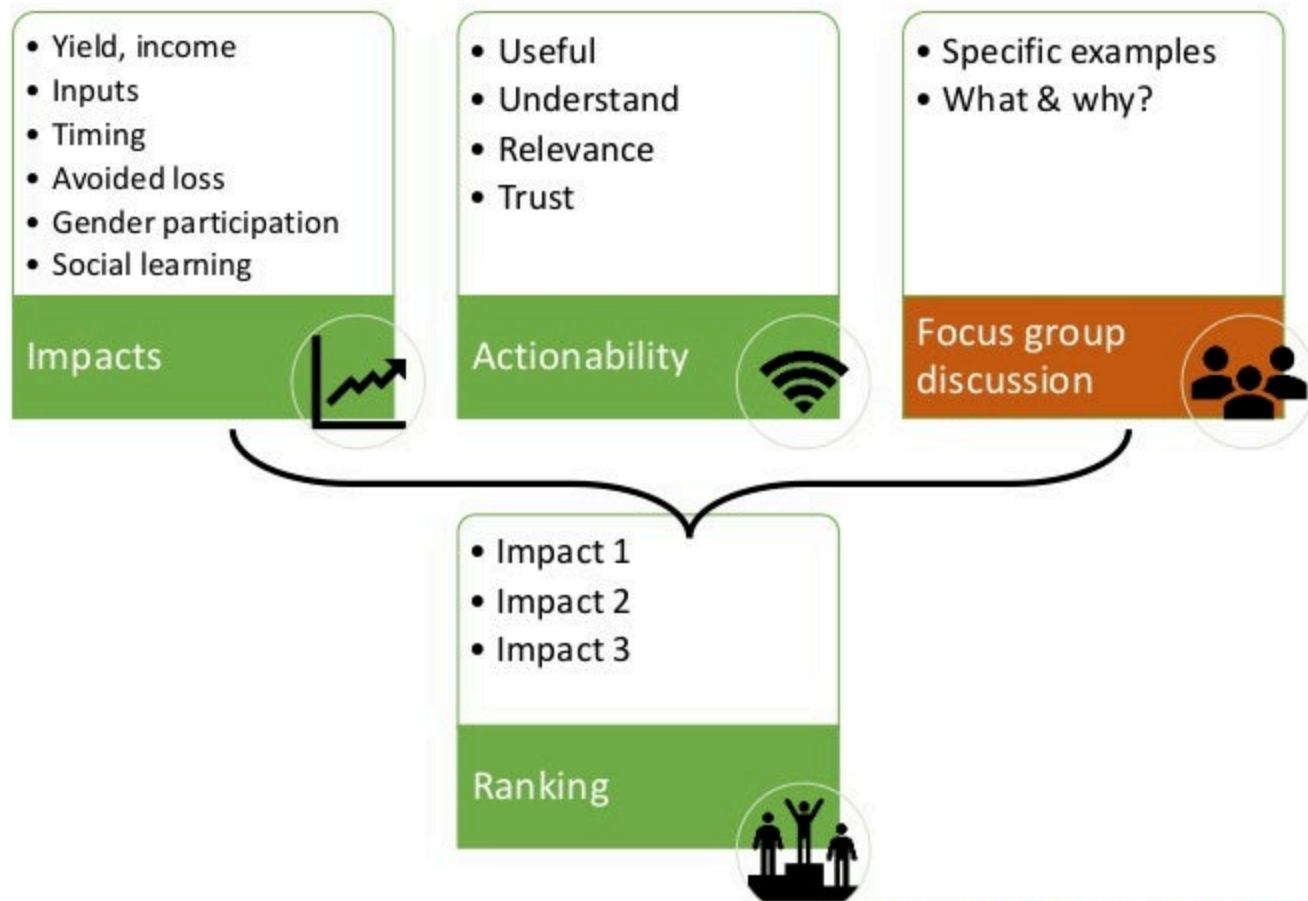 • Yield, income
• Inputs
• Timing
• Avoided loss
• Gender participation
• Social learning
Impacts
• Useful
• Understand
• Relevance
• Trust
Actionability
• Specific examples
• What & why?
Focus group
discussion
• Impact 1
• Impact 2
• Impact 3
Ranking